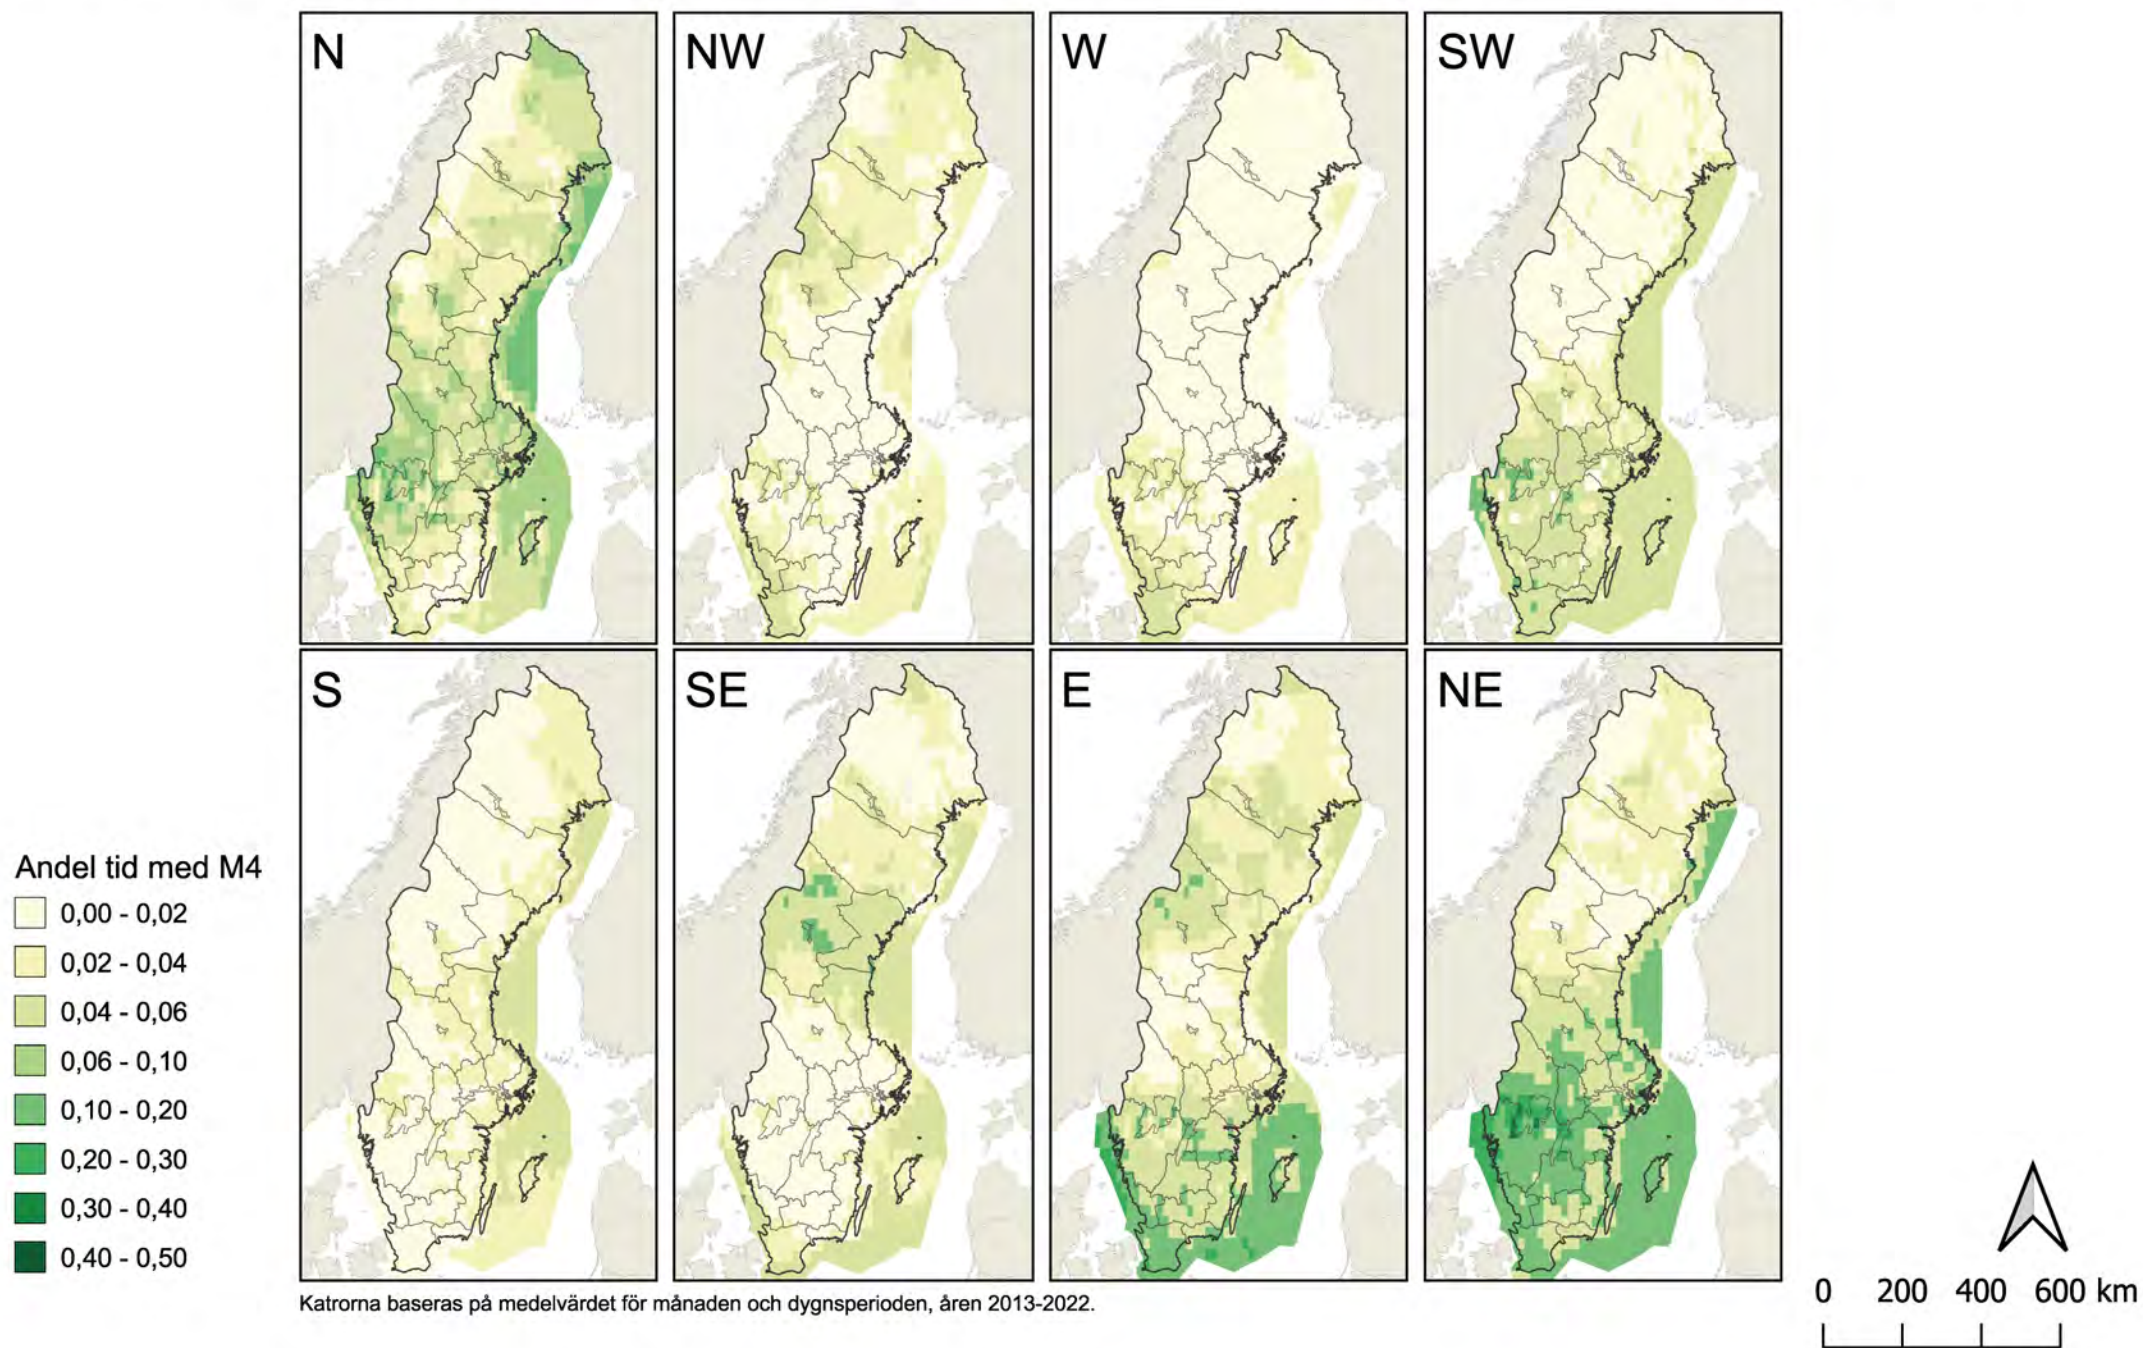 N
NW
W
SW
S
SE
E
NE
Andel tid med M4
0,00 - 0,02
0,02 - 0,04
0,04 - 0,06
0,06 - 0,10
0,10 - 0,20
0,20 - 0,30
0,30 - 0,40
0,40 - 0,50
Katrorna baseras på medelvärdet för månaden och dygnsperioden, åren 2013-2022.
0 200 400 600 km